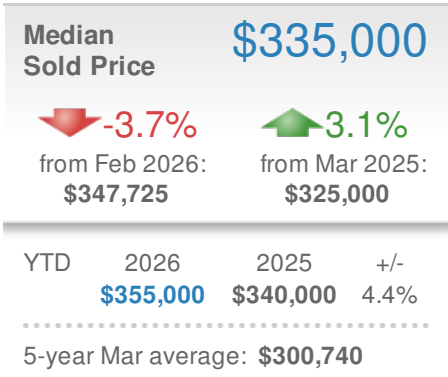 Median
Sold Price
$335,000
-3.7%
3.1%
from Feb 2026:
from Mar 2025:
$347,725
$325,000
YTD 2026 2025 +/-
$355,000 $340,000 4.4%
5-year Mar average: $300,740